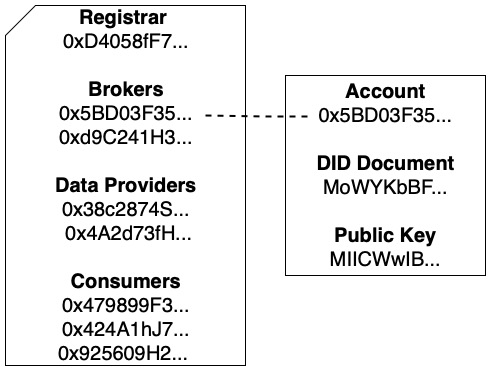 Registrar
0xD4058fF7...
Brokers
0x5BD03F35...
0xd9C241H3...
Data Providers
0x38c2874S...
0x4A2d73fH...
Consumers
0x479899F3...
0x424A1hJ7...
0x925609H2...
Account
0x5BD03F35...
DID Document
MoWYKbBF...
Public Key
MIICWwIB...